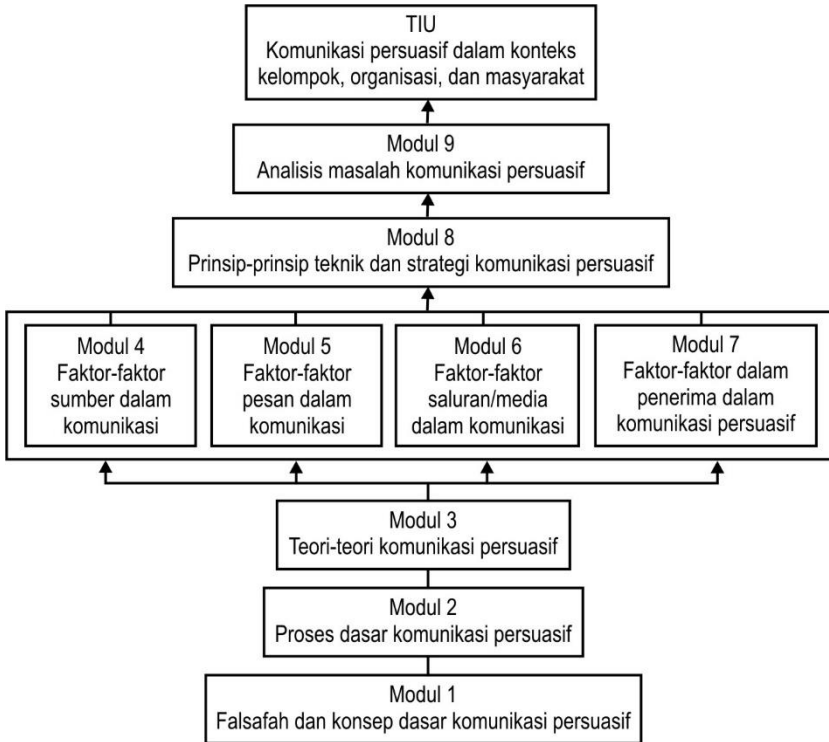 TIU
Komunikasi persuasif dalam konteks
kelompok, organisasi, dan masyarakat
Modul 9
Analisis masalah komunikasi persuasif
Modul 8
Prinsip-prinsip teknik dan strategi komunikasi persuasif
Modul 4
Faktor-faktor
sumber dalam
komunikasi
Modul 5
Faktor-faktor
pesan dalam
komunikasi
Modul 6
Faktor-faktor
saluran/media
dalam komunikasi
Modul 7
Faktor-faktor dalam
penerima dalam
komunikasi persuasif
Modul 3
Teori-teori komunikasi persuasif
Modul 2
Proses dasar komunikasi persuasif
Modul 1
Falsafah dan konsep dasar komunikasi persuasif